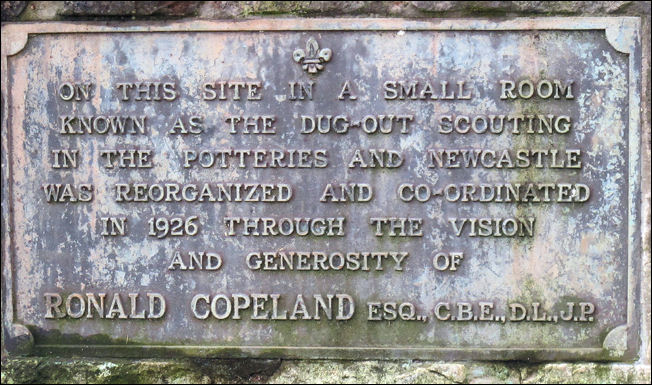 ON THIS SITE IN A SMALL ROOM
KNOWN AS THE DUG-OUT SCOUTING
IN THE POTTERIES AND NEWCASTLE
WAS REORGANIZED AND CO-ORDINATED
IN 1926 THROUGH THE VISION
AND GENEROSITY OF
RONALD COPELAND ESQ., C.B.E., D.L., J.P.